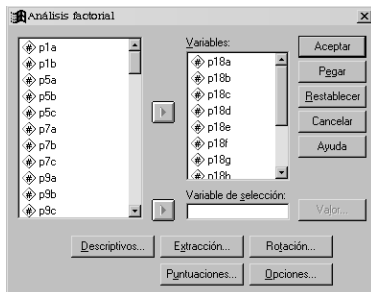 Análisis factorial
p1a
p1b
p5a
p5b
p5c
p7a
p7b
p7c
p9a
p9b
p9c
Variables:
p18a
p18b
p18c
p18d
p18e
p18f
p18g
p18h
Variable de selección:
Aceptar
Pegar
Restablecer
Cancelar
Ayuda
Valor...
Descriptivos...
Extracción...
Rotación...
Puntuaciones...
Opciones...